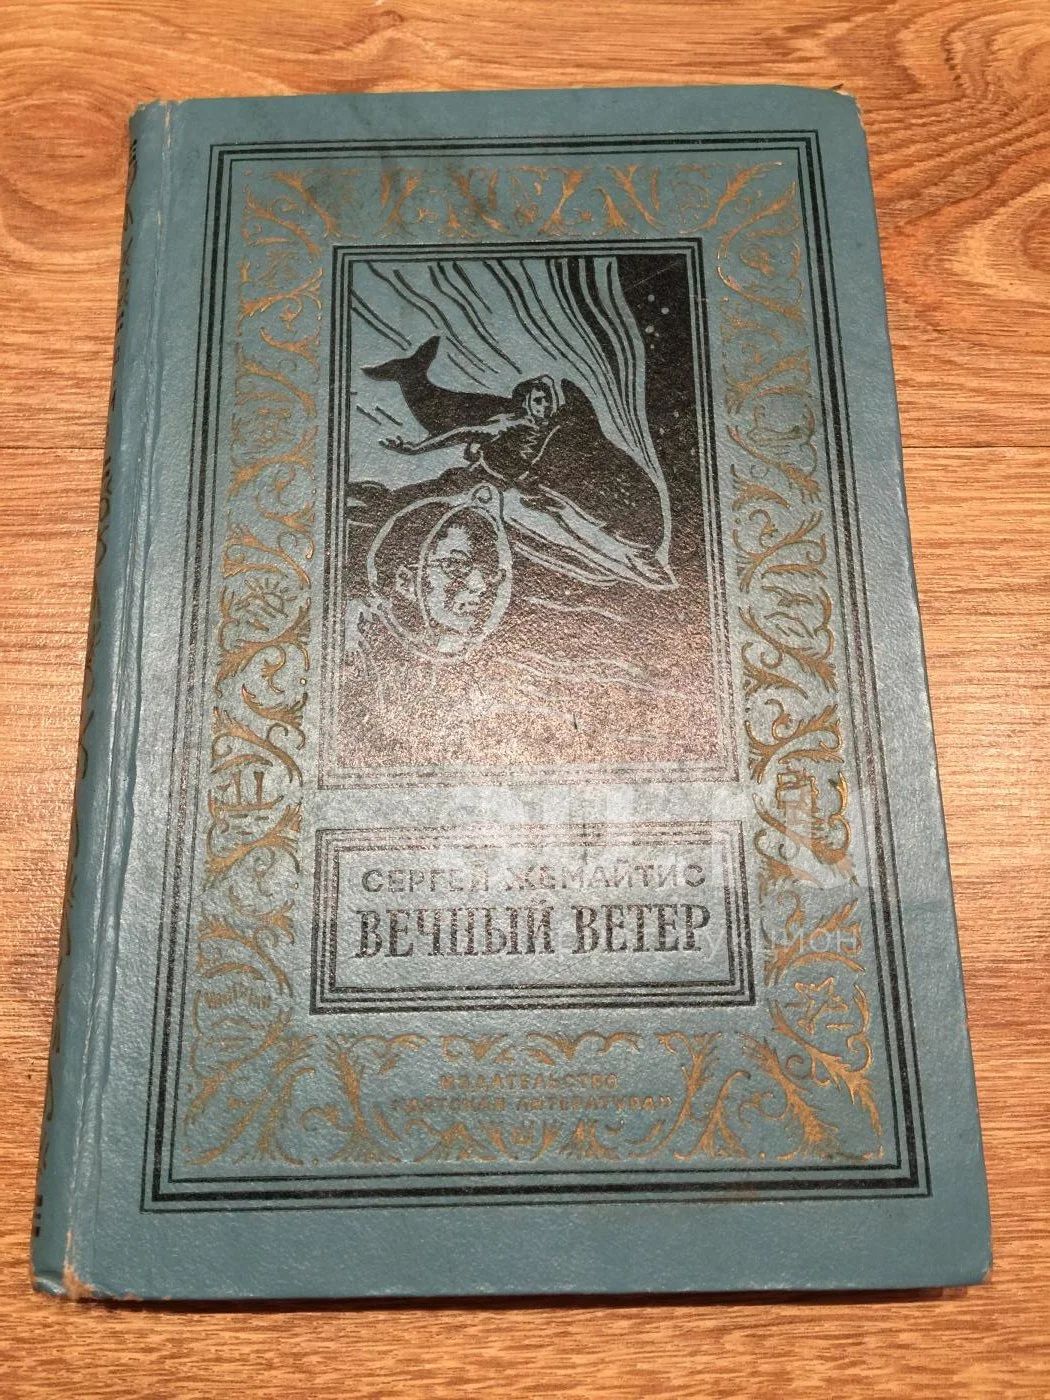 СЕРГЕЙ ЖЕМАЙТИС
ВЕЧНЫЙ ВЕТЕР
ИЗДАТЕЛЬСТВО
«ДЕТСКАЯ ЛИТЕРАТУРА»